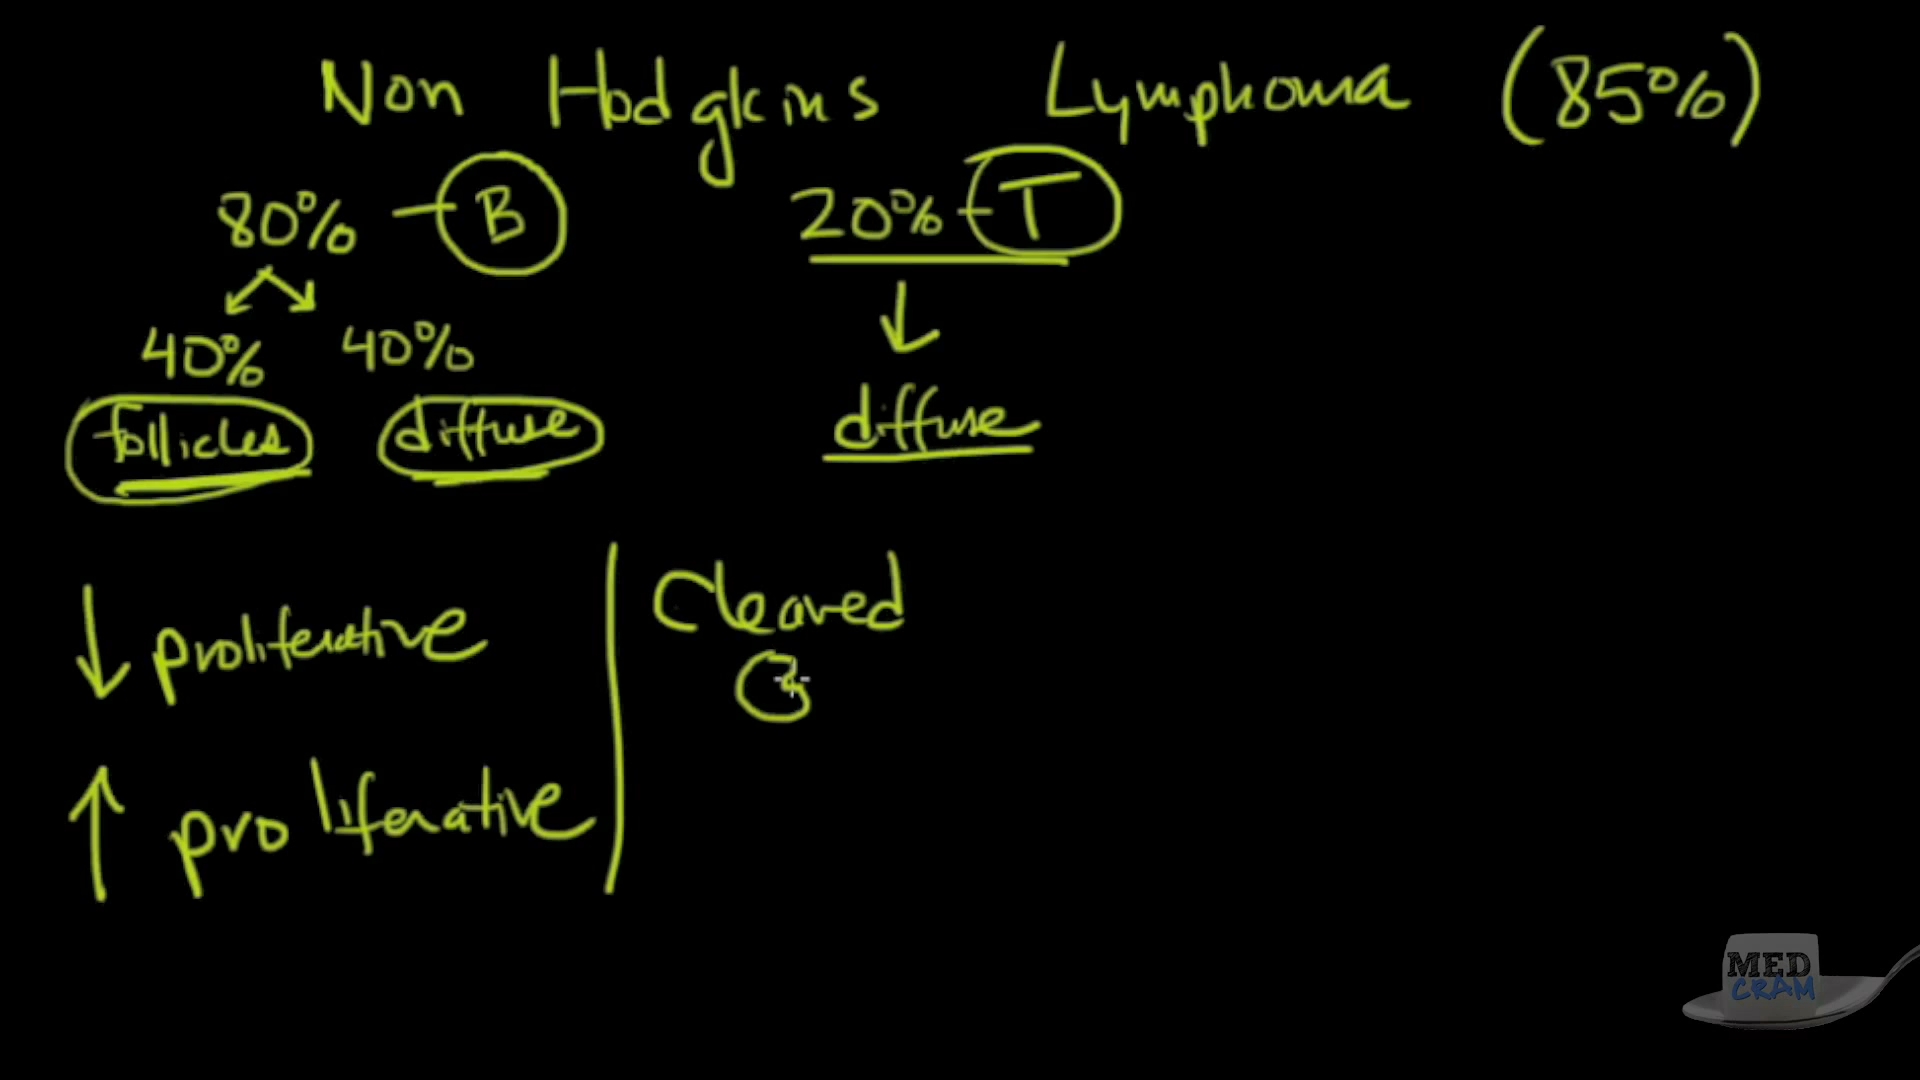 Non Hodgkins Lymphoma (85%)
80% - B 20% - T
40% 40%
follicles diffuse diffuse
↓ proliferative Cleaved
↑ proliferative
MED
CRAM